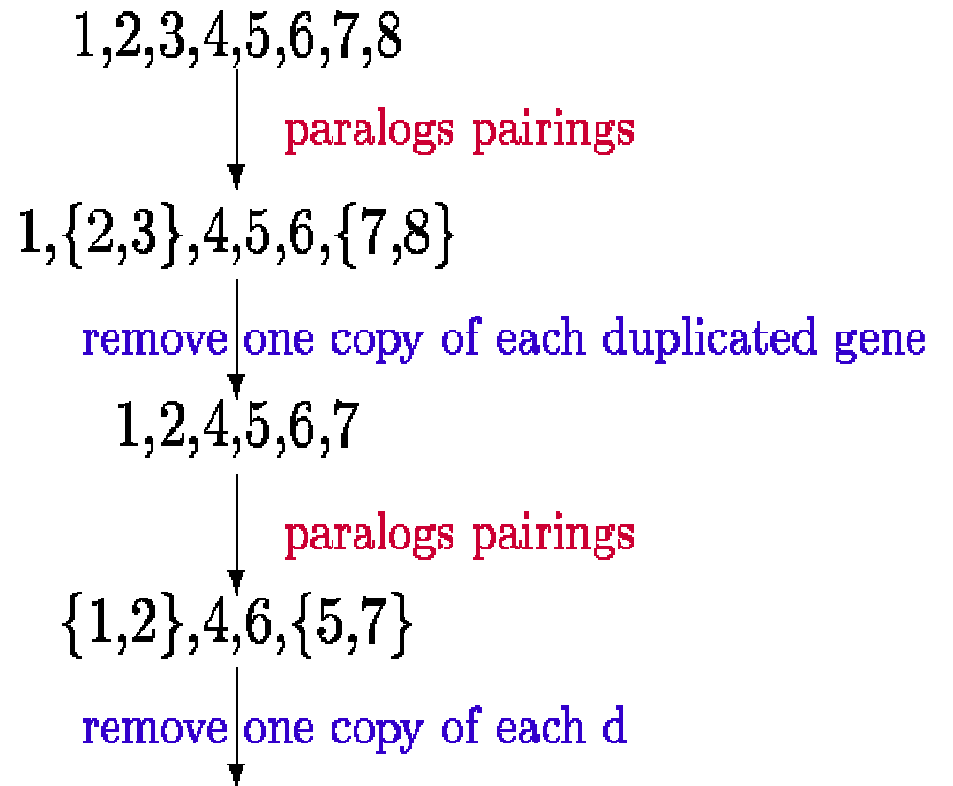 1,2,3,4,5,6,7,8
paralogs pairings
1,{2,3},4,5,6,{7,8}
remove one copy of each duplicated gene
1,2,4,5,6,7
paralogs pairings
{1,2},4,6,{5,7}
remove one copy of each d